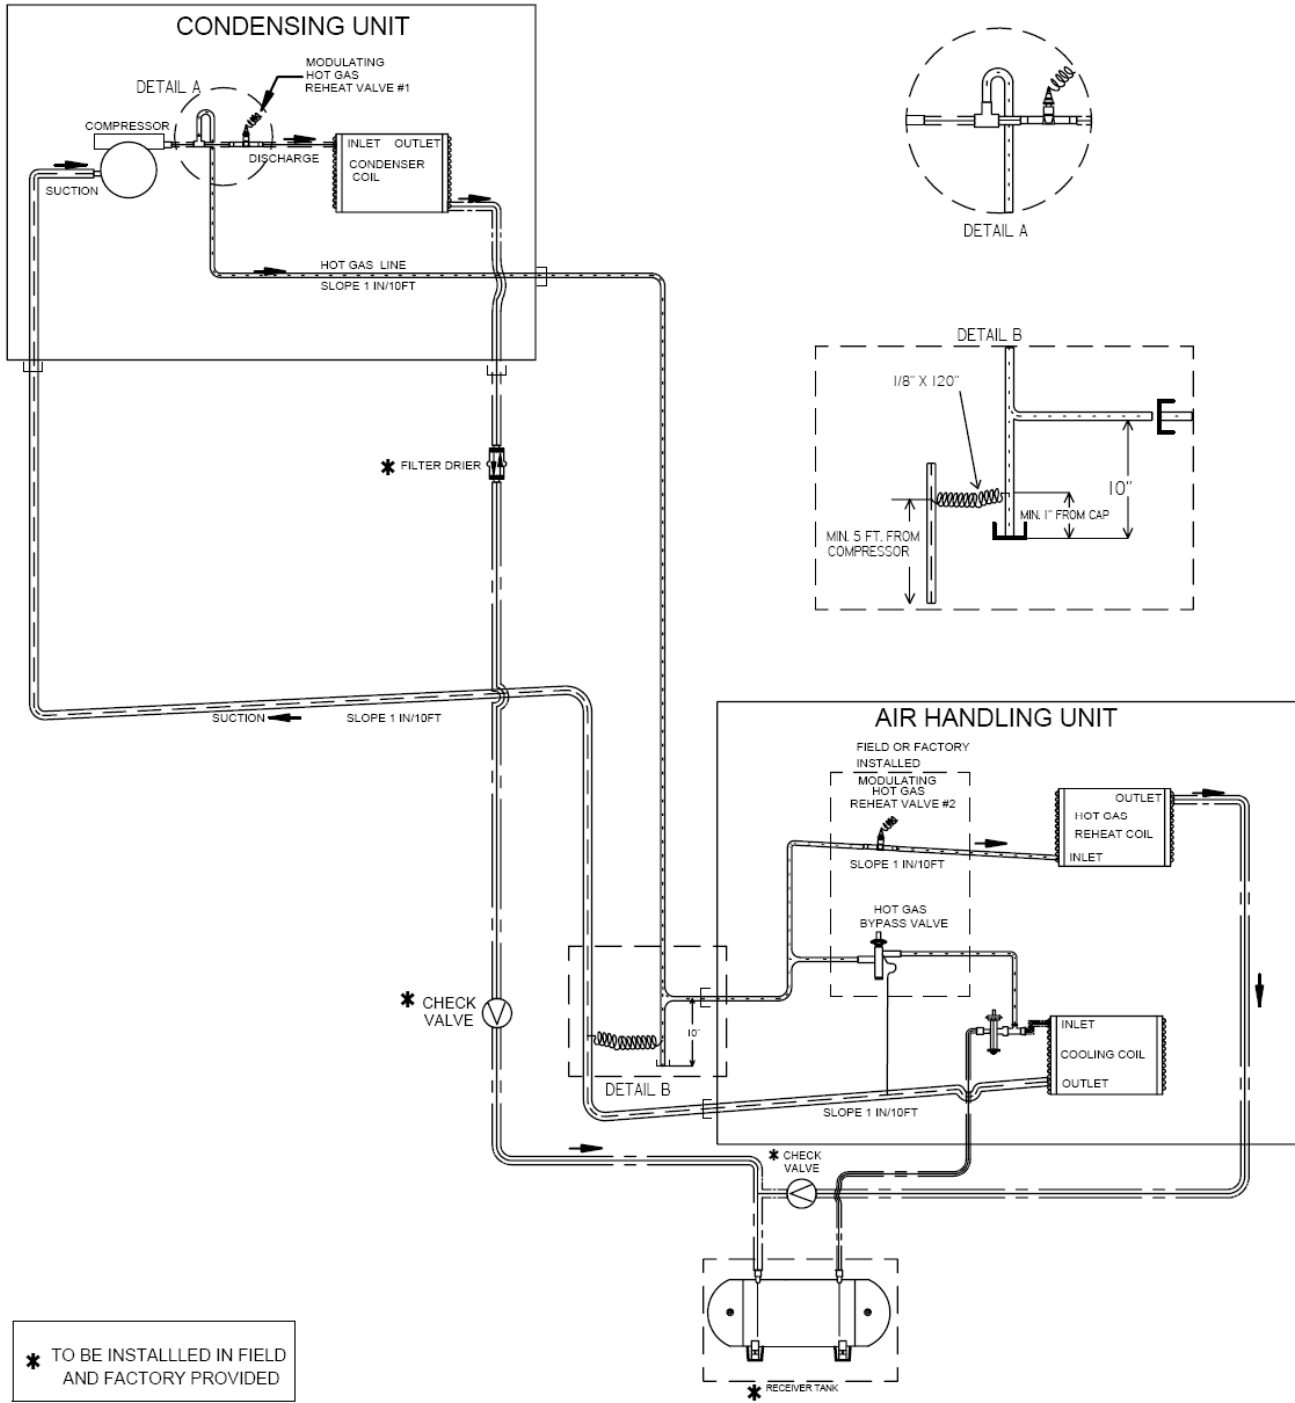 CONDENSING UNIT
MODULATING
HOT GAS
REHEAT VALVE #1
DETAIL A
COMPRESSOR
INLET OUTLET
DISCHARGE
CONDENSER
COIL
SUCTION
HOT GAS LINE
SLOPE 1 IN/10FT
DETAIL A
DETAIL B
1/8" X 120"
10"
MIN. 1" FROM CAP
MIN. 5 FT. FROM
COMPRESSOR
* FILTER DRIER
SUCTION
SLOPE 1 IN/10FT
AIR HANDLING UNIT
FIELD OR FACTORY
INSTALLED
MODULATING
HOT GAS
REHEAT VALVE #2
OUTLET
HOT GAS
REHEAT COIL
INLET
SLOPE 1 IN/10FT
HOT GAS
BYPASS VALVE
* CHECK
VALVE
10"
DETAIL B
INLET
COOLING COIL
OUTLET
SLOPE 1 IN/10FT
* CHECK
VALVE
* RECEIVER TANK
* TO BE INSTALLLED IN FIELD
AND FACTORY PROVIDED